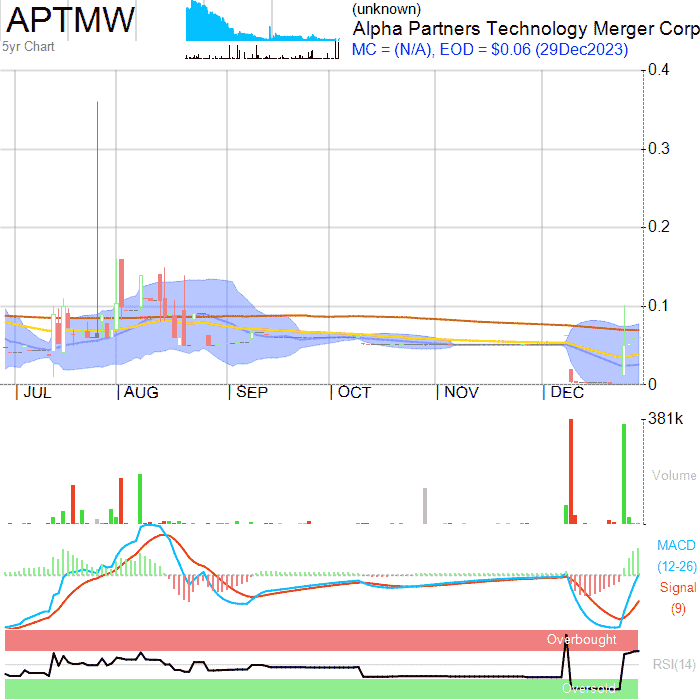 APTMW
5yr Chart
(unknown)
Alpha Partners Technology Merger Corp
MC = (N/A), EOD = $0.06 (29Dec2023)
0.4
0.3
0.2
0.1
0
JUL AUG SEP OCT NOV DEC
381k
Volume
MACD
(12-26)
Signal
(9)
Overbought
RSI(14)
Oversold